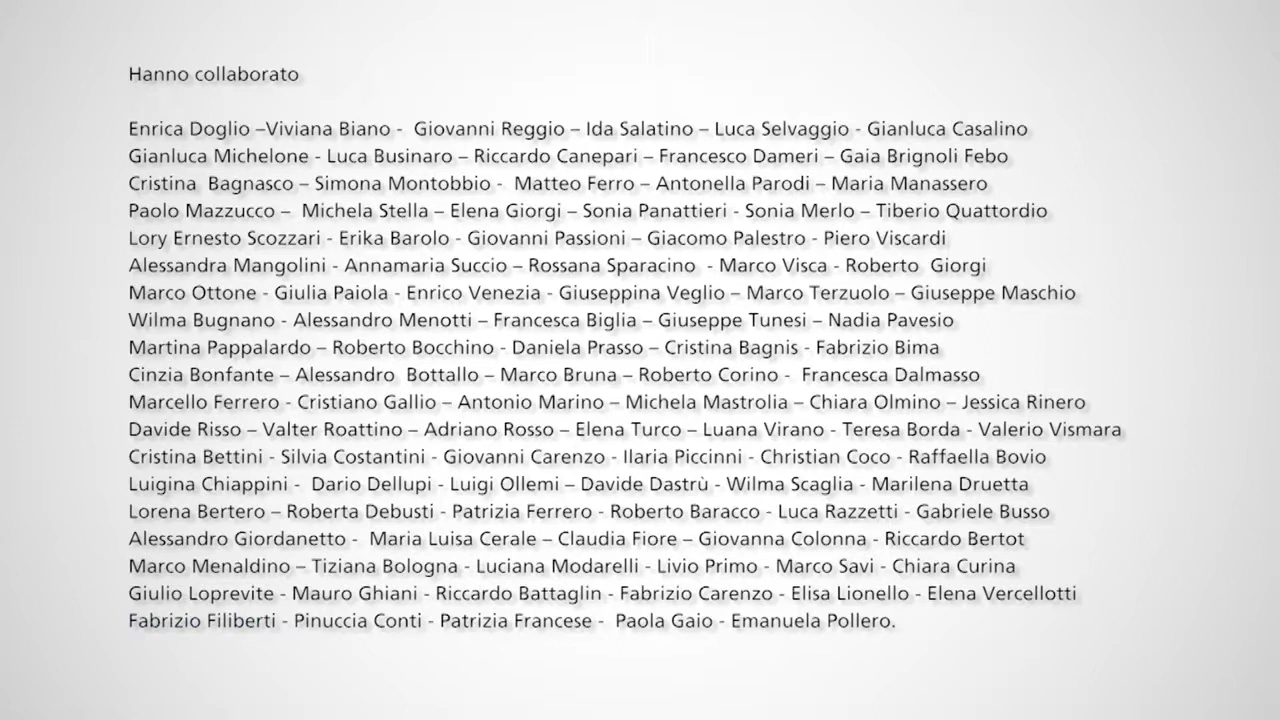 Hanno collaborato
Enrica Doglio –Viviana Biano -  Giovanni Reggio – Ida Salatino – Luca Selvaggio - Gianluca Casalino
Gianluca Michelone - Luca Businaro – Riccardo Canepari – Francesco Dameri – Gaia Brignoli Febo
Cristina  Bagnasco – Simona Montobbio -  Matteo Ferro – Antonella Parodi – Maria Manassero
Paolo Mazzucco –  Michela Stella – Elena Giorgi – Sonia Panattieri - Sonia Merlo – Tiberio Quattordio
Lory Ernesto Scozzari - Erika Barolo - Giovanni Passioni – Giacomo Palestro - Piero Viscardi
Alessandra Mangolini - Annamaria Succio – Rossana Sparacino  - Marco Visca - Roberto  Giorgi
Marco Ottone - Giulia Paiola - Enrico Venezia - Giuseppina Veglio – Marco Terzuolo – Giuseppe Maschio
Wilma Bugnano - Alessandro Menotti – Francesca Biglia – Giuseppe Tunesi – Nadia Pavesio
Martina Pappalardo – Roberto Bocchino - Daniela Prasso – Cristina Bagnis - Fabrizio Bima
Cinzia Bonfante – Alessandro  Bottallo – Marco Bruna – Roberto Corino -  Francesca Dalmasso
Marcello Ferrero - Cristiano Gallio – Antonio Marino – Michela Mastrolia – Chiara Olmino – Jessica Rinero
Davide Risso – Valter Roattino – Adriano Rosso – Elena Turco – Luana Virano - Teresa Borda - Valerio Vismara
Cristina Bettini - Silvia Costantini - Giovanni Carenzo - Ilaria Piccinni - Christian Coco - Raffaella Bovio
Luigina Chiappini -  Dario Dellupi - Luigi Ollemi – Davide Dastrù - Wilma Scaglia - Marilena Druetta
Lorena Bertero – Roberta Debusti - Patrizia Ferrero - Roberto Baracco - Luca Razzetti - Gabriele Busso
Alessandro Giordanetto -  Maria Luisa Cerale – Claudia Fiore – Giovanna Colonna - Riccardo Bertot
Marco Menaldino – Tiziana Bologna - Luciana Modarelli - Livio Primo - Marco Savi - Chiara Curina
Giulio Loprevite - Mauro Ghiani - Riccardo Battaglin - Fabrizio Carenzo - Elisa Lionello - Elena Vercellotti
Fabrizio Filiberti - Pinuccia Conti - Patrizia Francese -  Paola Gaio - Emanuela Pollero.